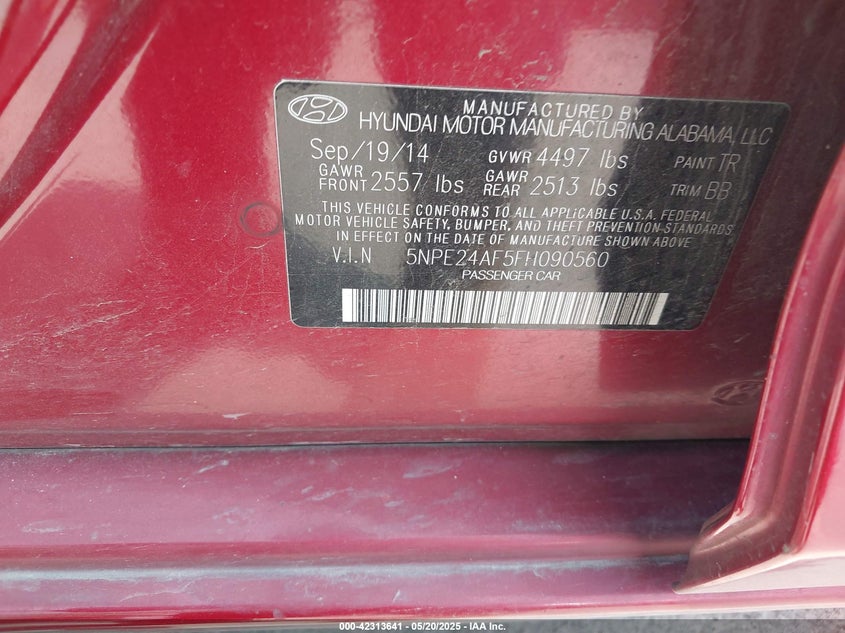 MANUFACTURED BY
HYUNDAI MOTOR MANUFACTURING ALABAMA, LLC
Sep/19/14 GVWR 4497 lbs PAINT TR
GAWR FRONT 2557 lbs GAWR REAR 2513 lbs TRIM BB
THIS VEHICLE CONFORMS TO ALL APPLICABLE U.S.A. FEDERAL
MOTOR VEHICLE SAFETY, BUMPER, AND THEFT PREVENTION STANDARDS
IN EFFECT ON THE DATE OF MANUFACTURE SHOWN ABOVE
V.I.N 5NPE24AF5FH090560
PASSENGER CAR
000-42313641 - 05/20/2025 - IAA Inc.